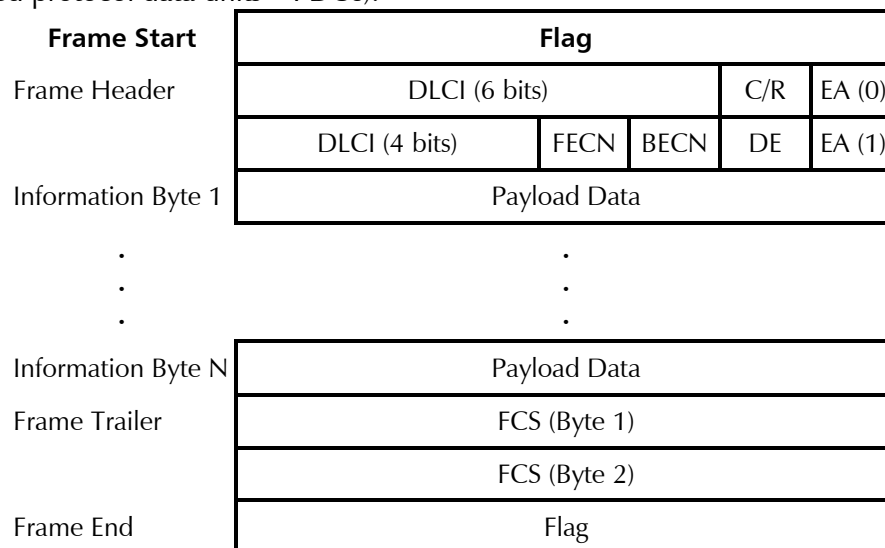 Frame Start Flag
Frame Header DLCI (6 bits) C/R EA (0)
DLCI (4 bits) FECN BECN DE EA (1)
Information Byte 1 Payload Data
. .
. .
. .
Information Byte N Payload Data
Frame Trailer FCS (Byte 1)
FCS (Byte 2)
Frame End Flag